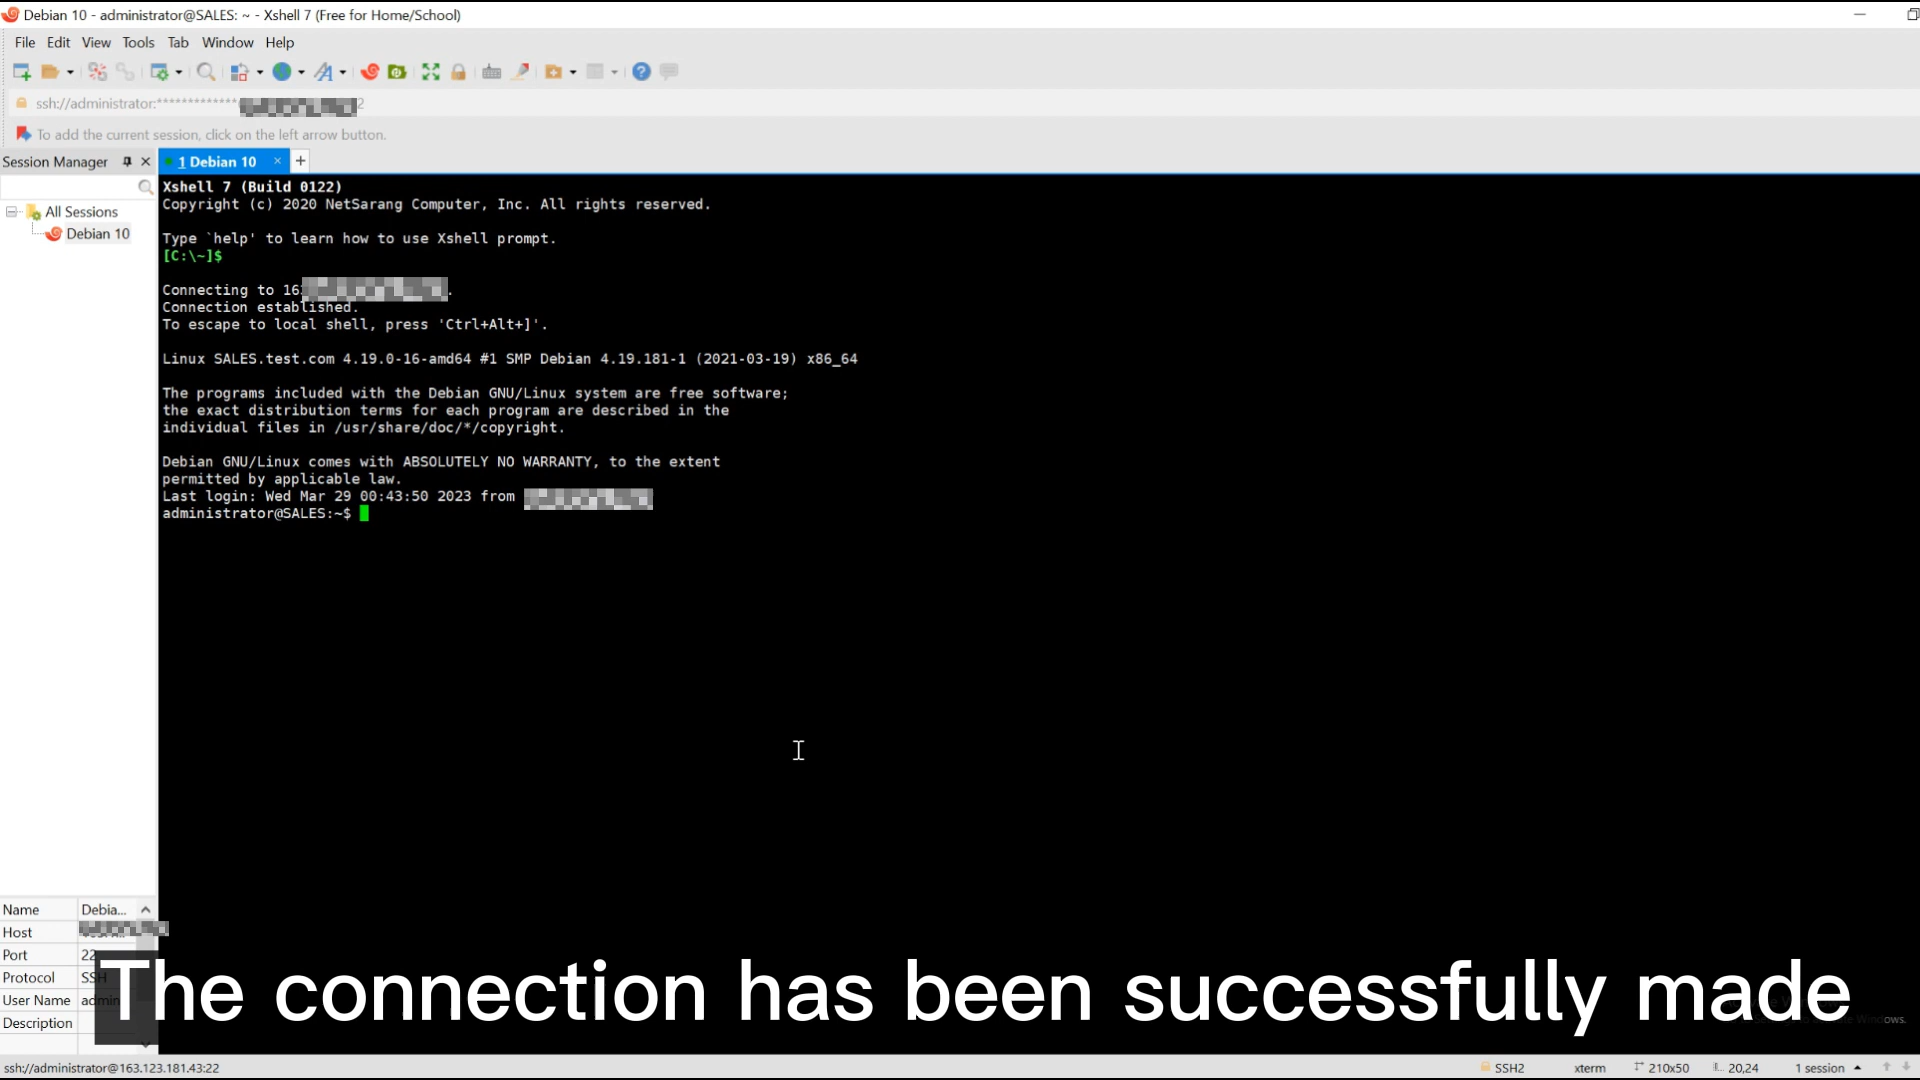 Debian 10 - administrator@SALES: ~ - Xshell 7 (Free for Home/School)
File Edit View Tools Tab Window Help
ssh://administrator:*************
To add the current session, click on the left arrow button.
Session Manager
1 Debian 10
All Sessions
Debian 10
Xshell 7 (Build 0122)
Copyright (c) 2020 NetSarang Computer, Inc. All rights reserved.
Type `help' to learn how to use Xshell prompt.
[C:\~]$
Connecting to 16
Connection established.
To escape to local shell, press 'Ctrl+Alt+]'.
Linux SALES.test.com 4.19.0-16-amd64 #1 SMP Debian 4.19.181-1 (2021-03-19) x86_64
The programs included with the Debian GNU/Linux system are free software;
the exact distribution terms for each program are described in the
individual files in /usr/share/doc/*/copyright.
Debian GNU/Linux comes with ABSOLUTELY NO WARRANTY, to the extent
permitted by applicable law.
Last login: Wed Mar 29 00:43:50 2023 from
administrator@SALES:~$
Name Debia...
Host
Port 22
Protocol SSH
User Name admin
Description
The connection has been successfully made
ssh://administrator@163.123.181.43:22
SSH2 xterm 210x50 20,24 1 session